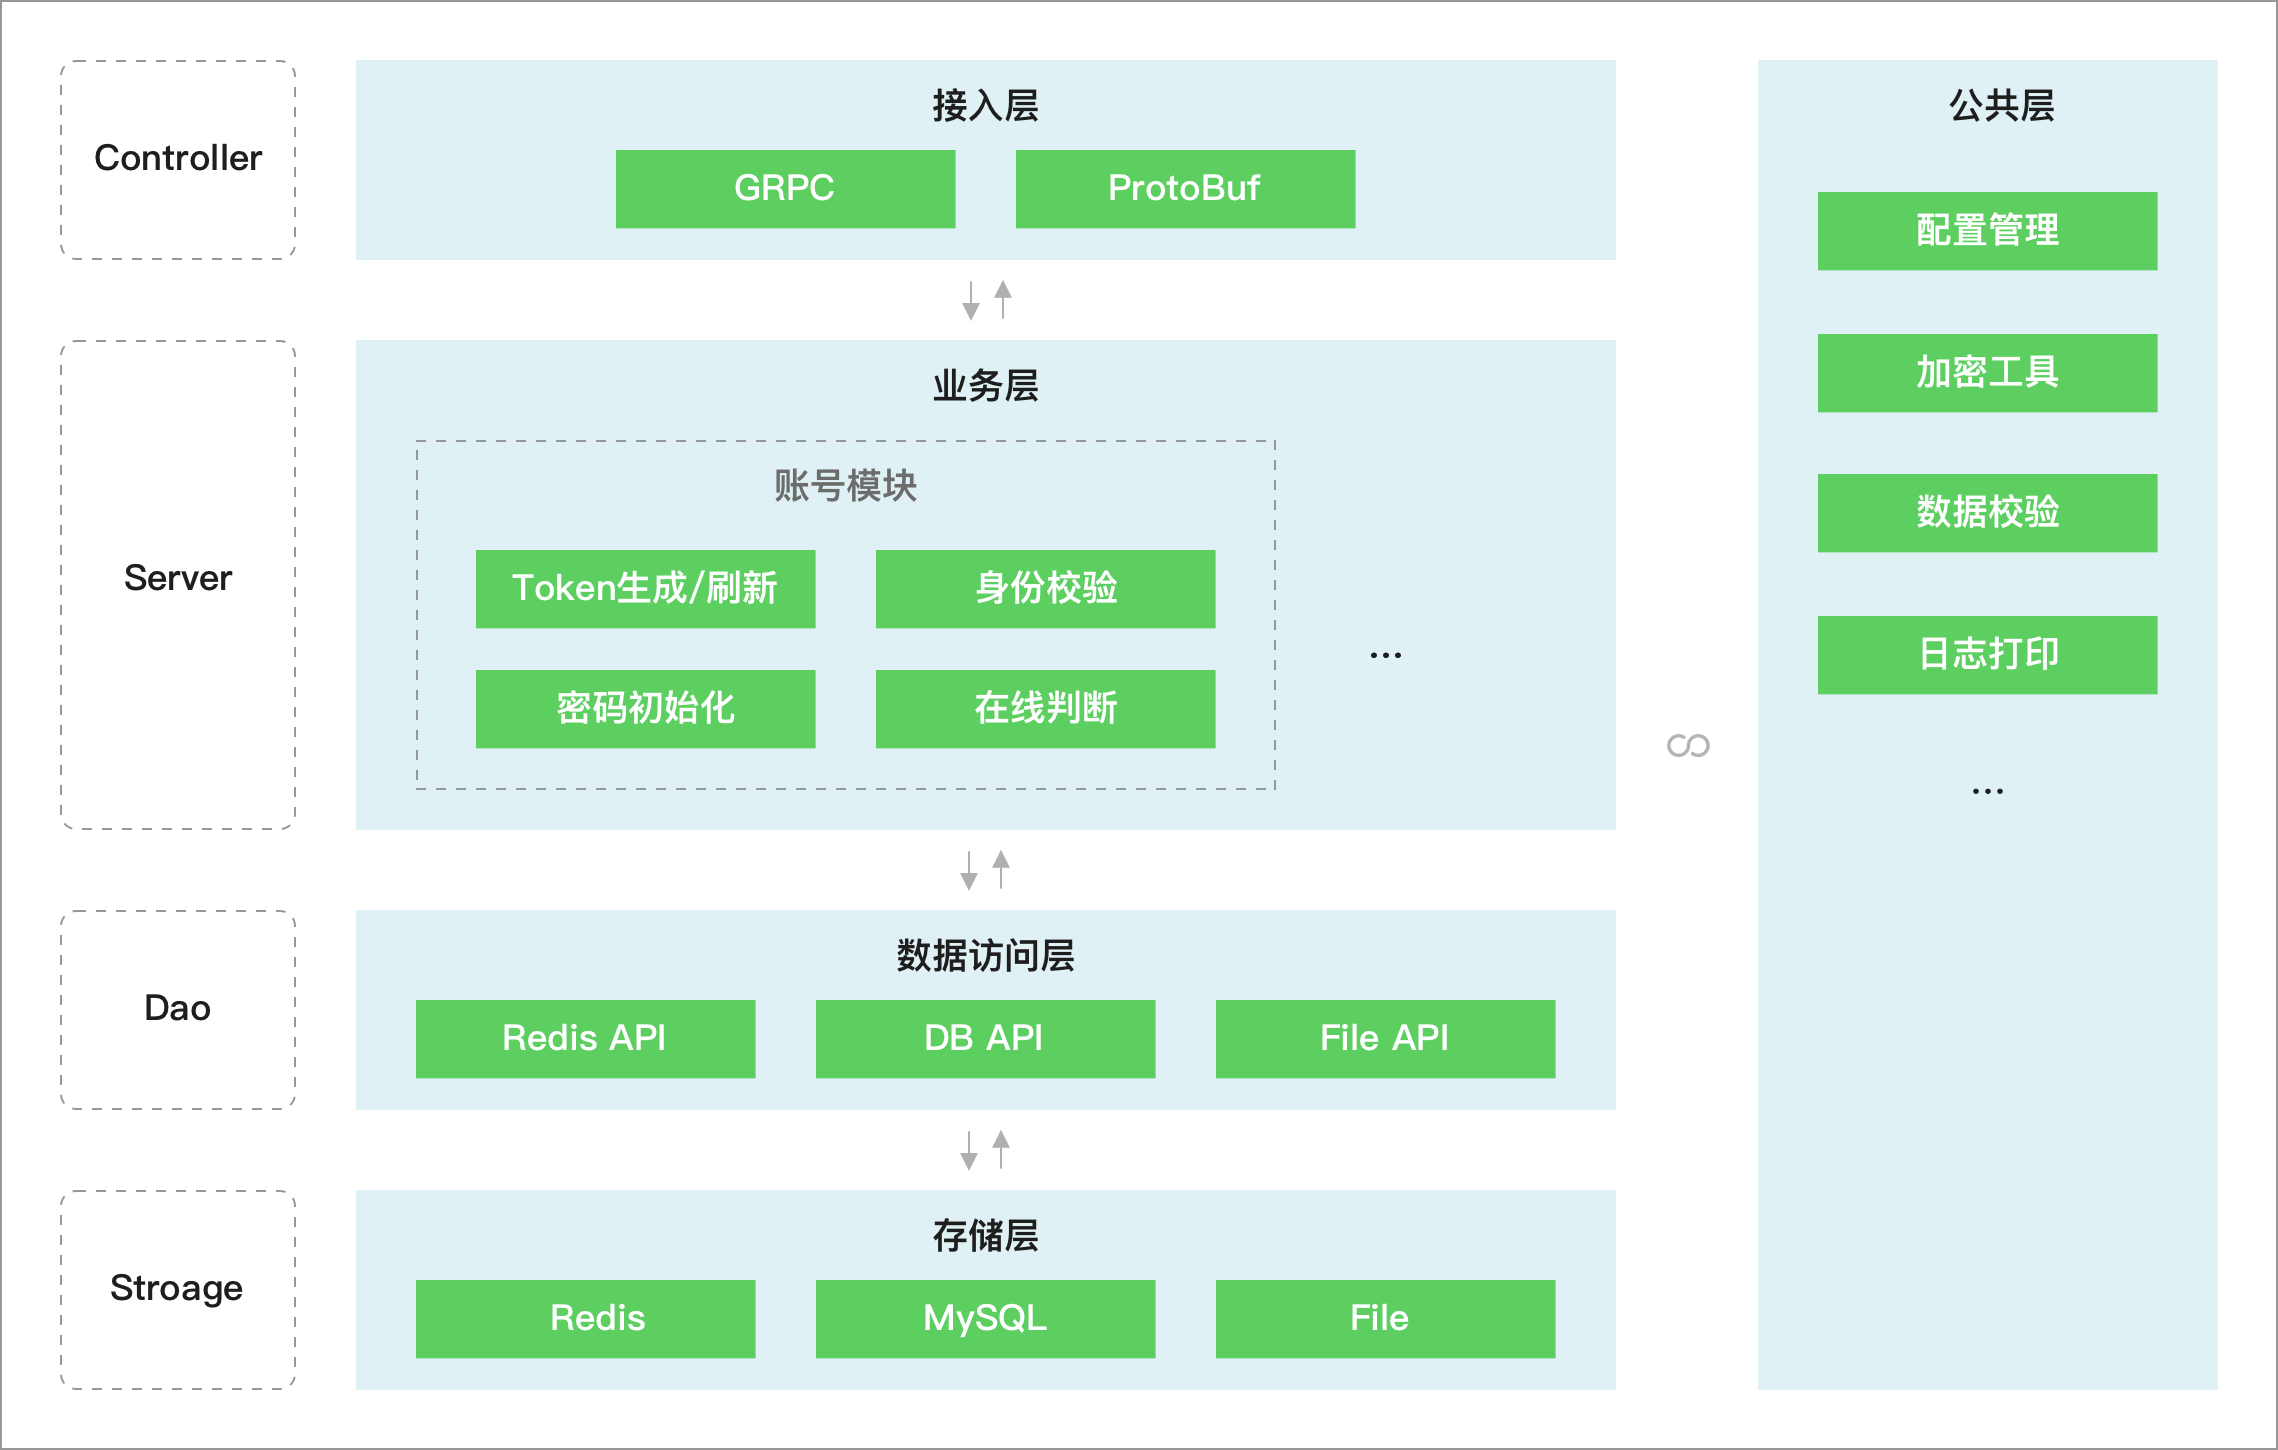 Controller
接入层
GRPC
ProtoBuf
Server
业务层
账号模块
Token生成/刷新
身份校验
密码初始化
在线判断
...
Dao
数据访问层
Redis API
DB API
File API
Stroage
存储层
Redis
MySQL
File
公共层
配置管理
加密工具
数据校验
日志打印
...